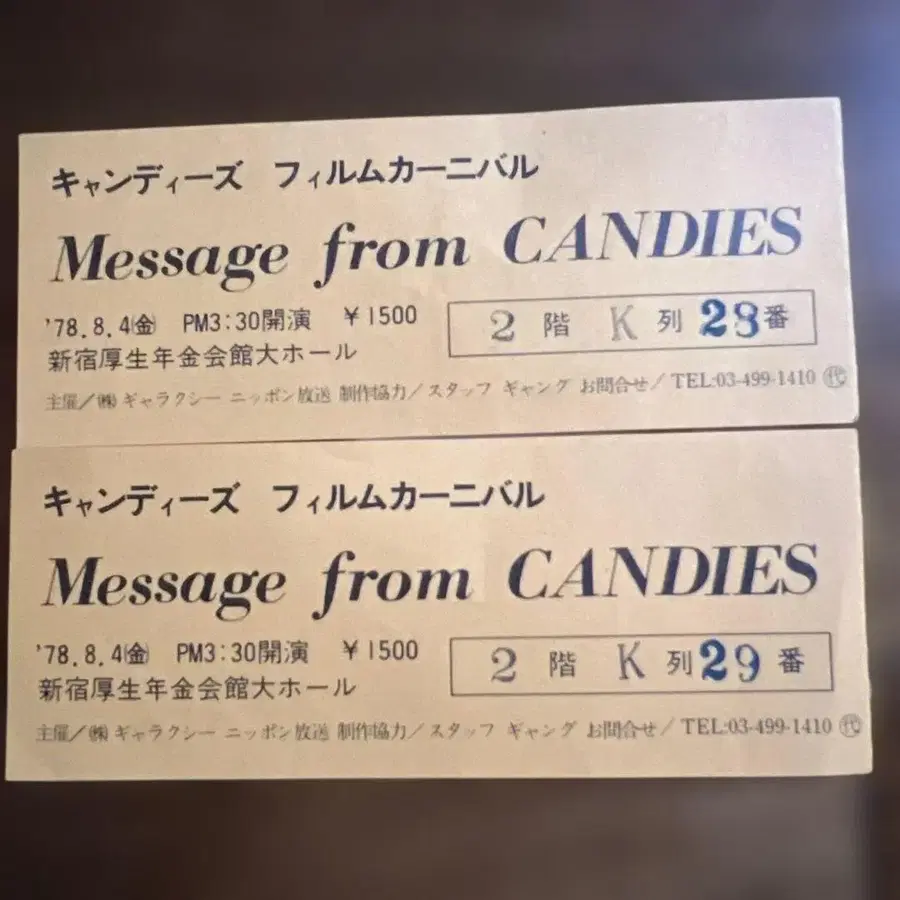 キャンディーズ フィルムカーニバル
Message from CANDIES
'78.8.4㈮ PM3:30開演 ¥1500
2階 K列28番
新宿厚生年金会館大ホール
主催/㈱ギャラクシー ニッポン放送 制作協力/スタッフ ギャング お問合せ/TEL:03-499-1410 代
キャンディーズ フィルムカーニバル
Message from CANDIES
'78.8.4㈮ PM3:30開演 ¥1500
2階 K列29番
新宿厚生年金会館大ホール
主催/㈱ギャラクシー ニッポン放送 制作協力/スタッフ ギャング お問合せ/TEL:03-499-1410 代